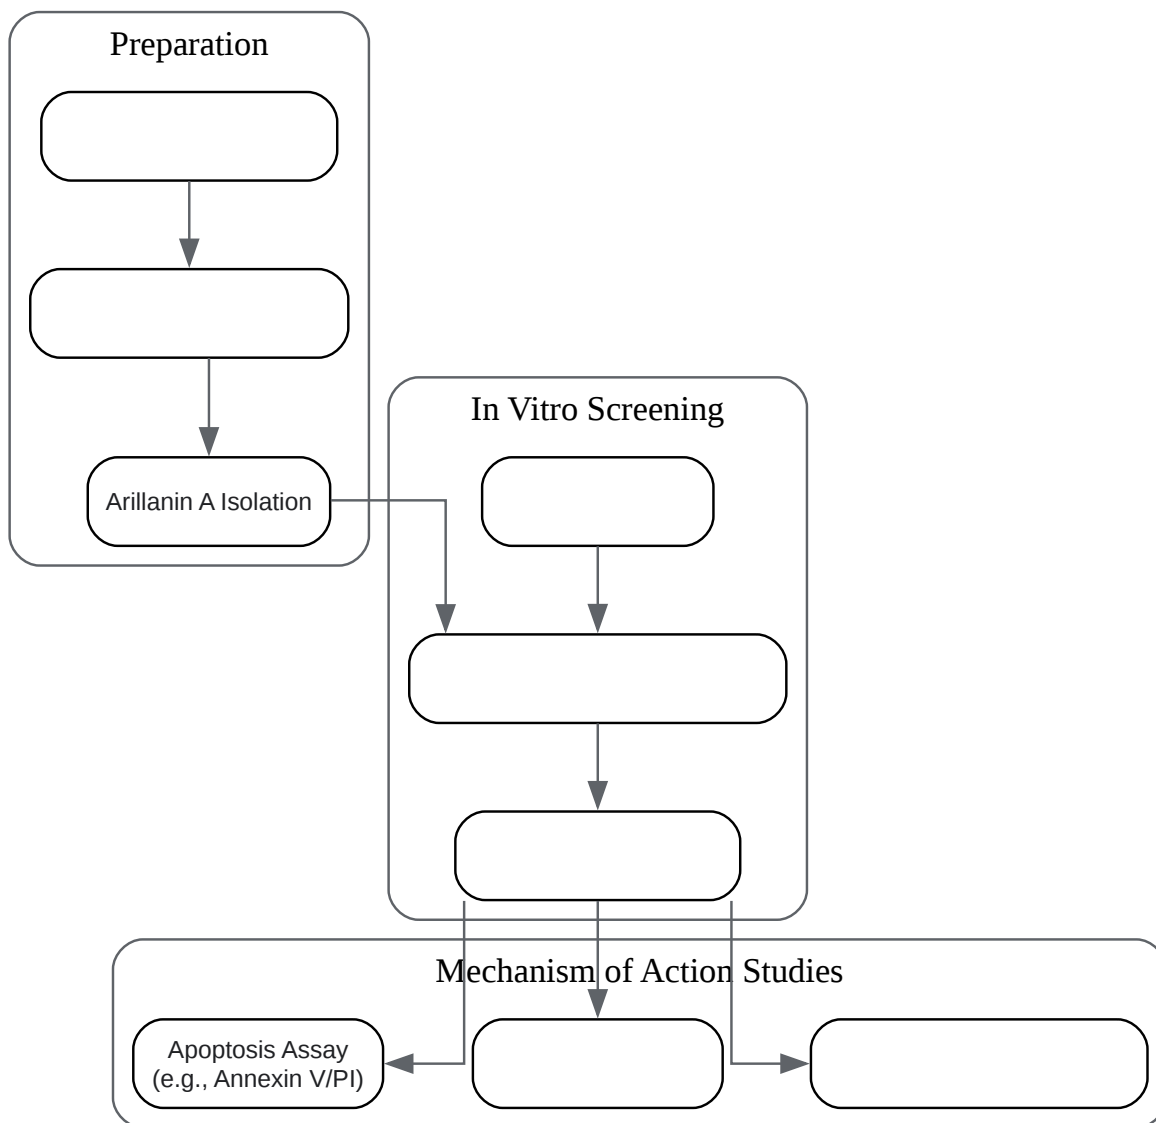 Preparation
Arillanin A Isolation
In Vitro Screening
Mechanism of Action Studies
Apoptosis Assay
(e.g., Annexin V/PI)